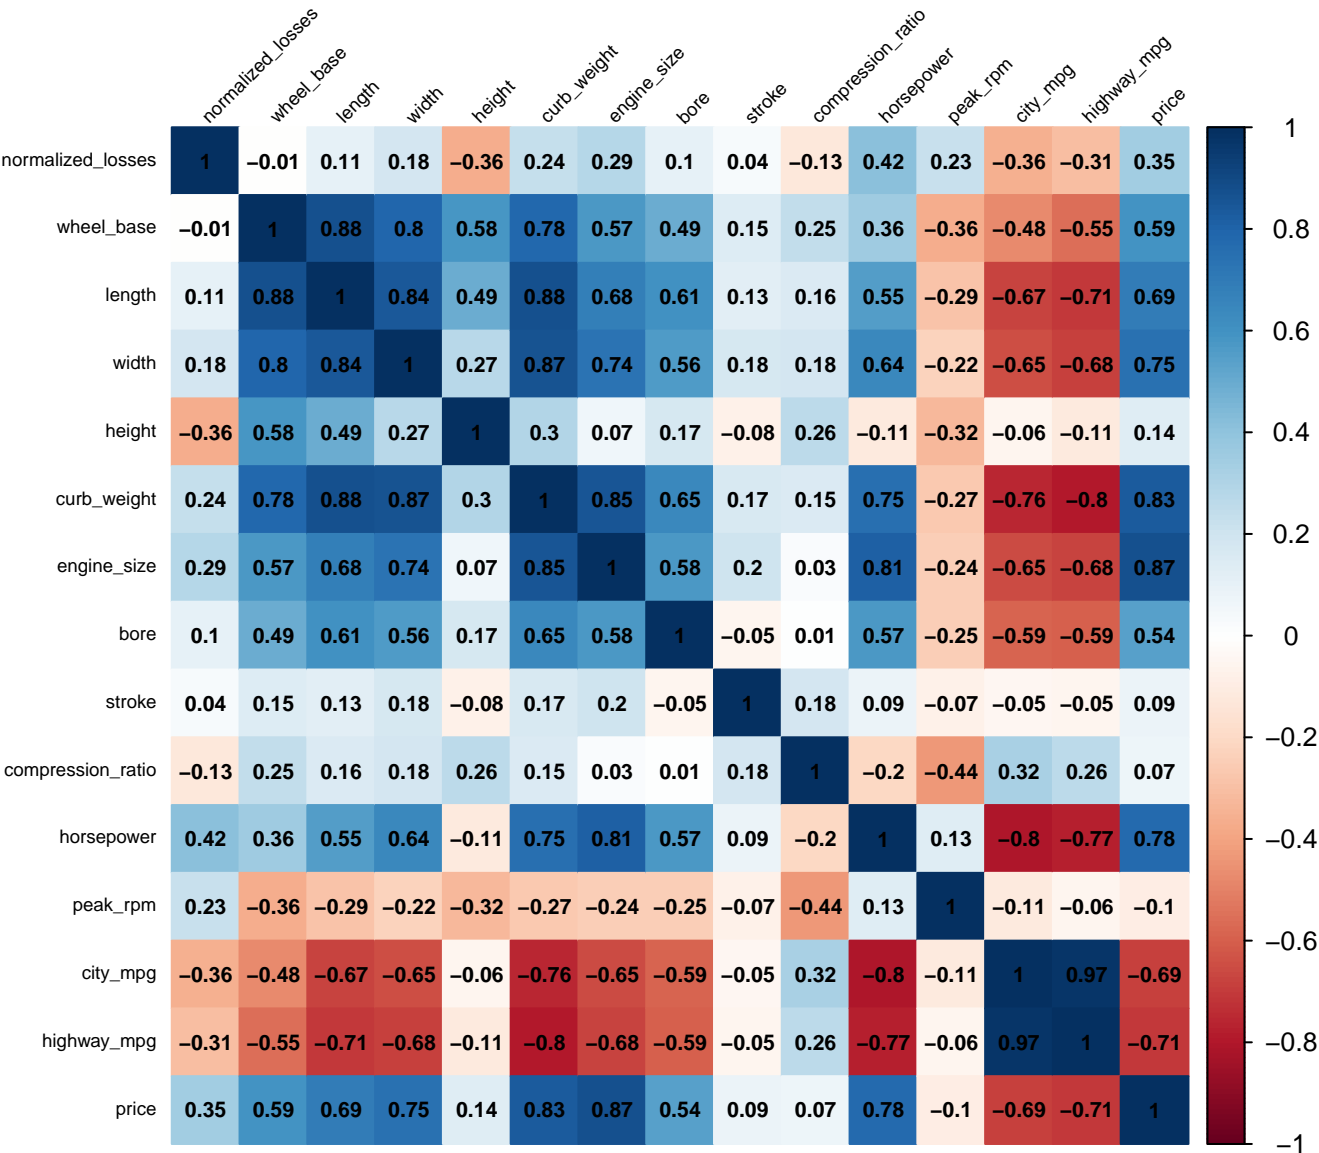 normalized_losses wheel_base length width height curb_weight engine_size bore stroke compression_ratio horsepower peak_rpm city_mpg highway_mpg price
normalized_losses 1 −0.01 0.11 0.18 −0.36 0.24 0.29 0.1 0.04 −0.13 0.42 0.23 −0.36 −0.31 0.35
wheel_base −0.01 1 0.88 0.8 0.58 0.78 0.57 0.49 0.15 0.25 0.36 −0.36 −0.48 −0.55 0.59
length 0.11 0.88 1 0.84 0.49 0.88 0.68 0.61 0.13 0.16 0.55 −0.29 −0.67 −0.71 0.69
width 0.18 0.8 0.84 1 0.27 0.87 0.74 0.56 0.18 0.18 0.64 −0.22 −0.65 −0.68 0.75
height −0.36 0.58 0.49 0.27 1 0.3 0.07 0.17 −0.08 0.26 −0.11 −0.32 −0.06 −0.11 0.14
curb_weight 0.24 0.78 0.88 0.87 0.3 1 0.85 0.65 0.17 0.15 0.75 −0.27 −0.76 −0.8 0.83
engine_size 0.29 0.57 0.68 0.74 0.07 0.85 1 0.58 0.2 0.03 0.81 −0.24 −0.65 −0.68 0.87
bore 0.1 0.49 0.61 0.56 0.17 0.65 0.58 1 −0.05 0.01 0.57 −0.25 −0.59 −0.59 0.54
stroke 0.04 0.15 0.13 0.18 −0.08 0.17 0.2 −0.05 1 0.18 0.09 −0.07 −0.05 −0.05 0.09
compression_ratio −0.13 0.25 0.16 0.18 0.26 0.15 0.03 0.01 0.18 1 −0.2 −0.44 0.32 0.26 0.07
horsepower 0.42 0.36 0.55 0.64 −0.11 0.75 0.81 0.57 0.09 −0.2 1 0.13 −0.8 −0.77 0.78
peak_rpm 0.23 −0.36 −0.29 −0.22 −0.32 −0.27 −0.24 −0.25 −0.07 −0.44 0.13 1 −0.11 −0.06 −0.1
city_mpg −0.36 −0.48 −0.67 −0.65 −0.06 −0.76 −0.65 −0.59 −0.05 0.32 −0.8 −0.11 1 0.97 −0.69
highway_mpg −0.31 −0.55 −0.71 −0.68 −0.11 −0.8 −0.68 −0.59 −0.05 0.26 −0.77 −0.06 0.97 1 −0.71
price 0.35 0.59 0.69 0.75 0.14 0.83 0.87 0.54 0.09 0.07 0.78 −0.1 −0.69 −0.71 1
1
0.8
0.6
0.4
0.2
0
−0.2
−0.4
−0.6
−0.8
−1